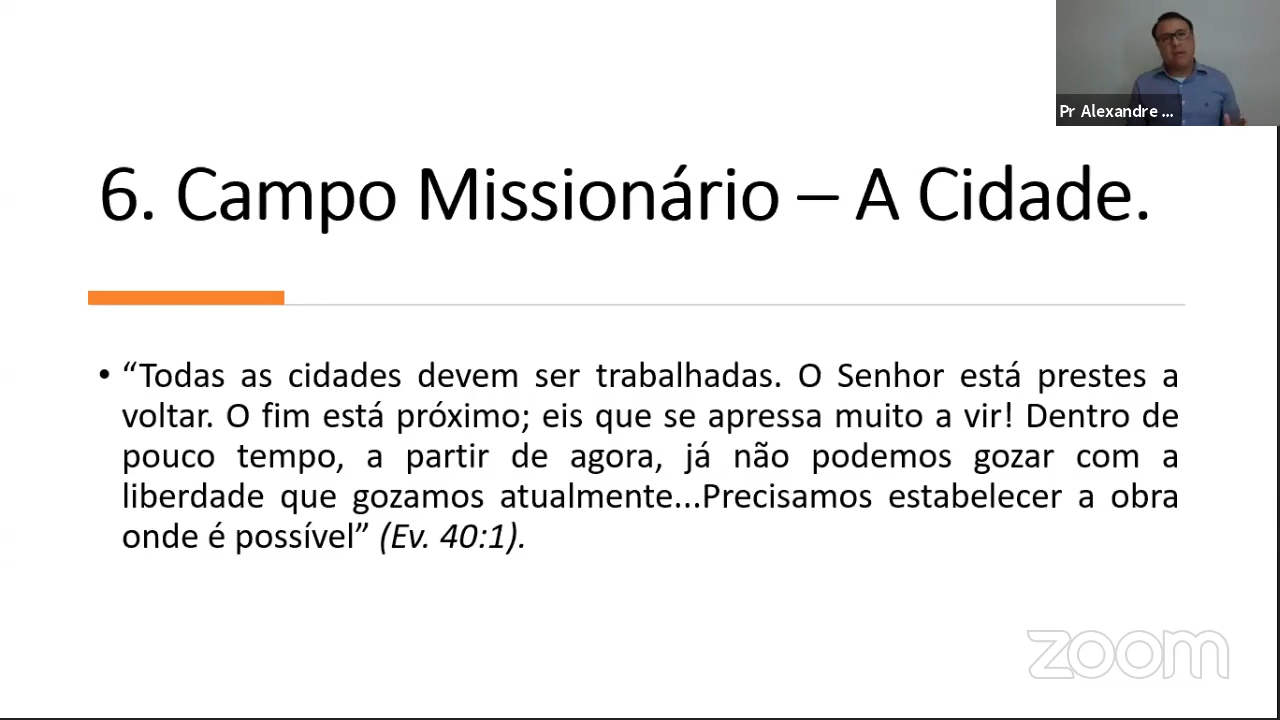 Pr Alexandre ...
6. Campo Missionário – A Cidade.
• “Todas as cidades devem ser trabalhadas. O Senhor está prestes a
voltar. O fim está próximo; eis que se apressa muito a vir! Dentro de
pouco tempo, a partir de agora, já não podemos gozar com a
liberdade que gozamos atualmente...Precisamos estabelecer a obra
onde é possível” (Ev. 40:1).
zoom